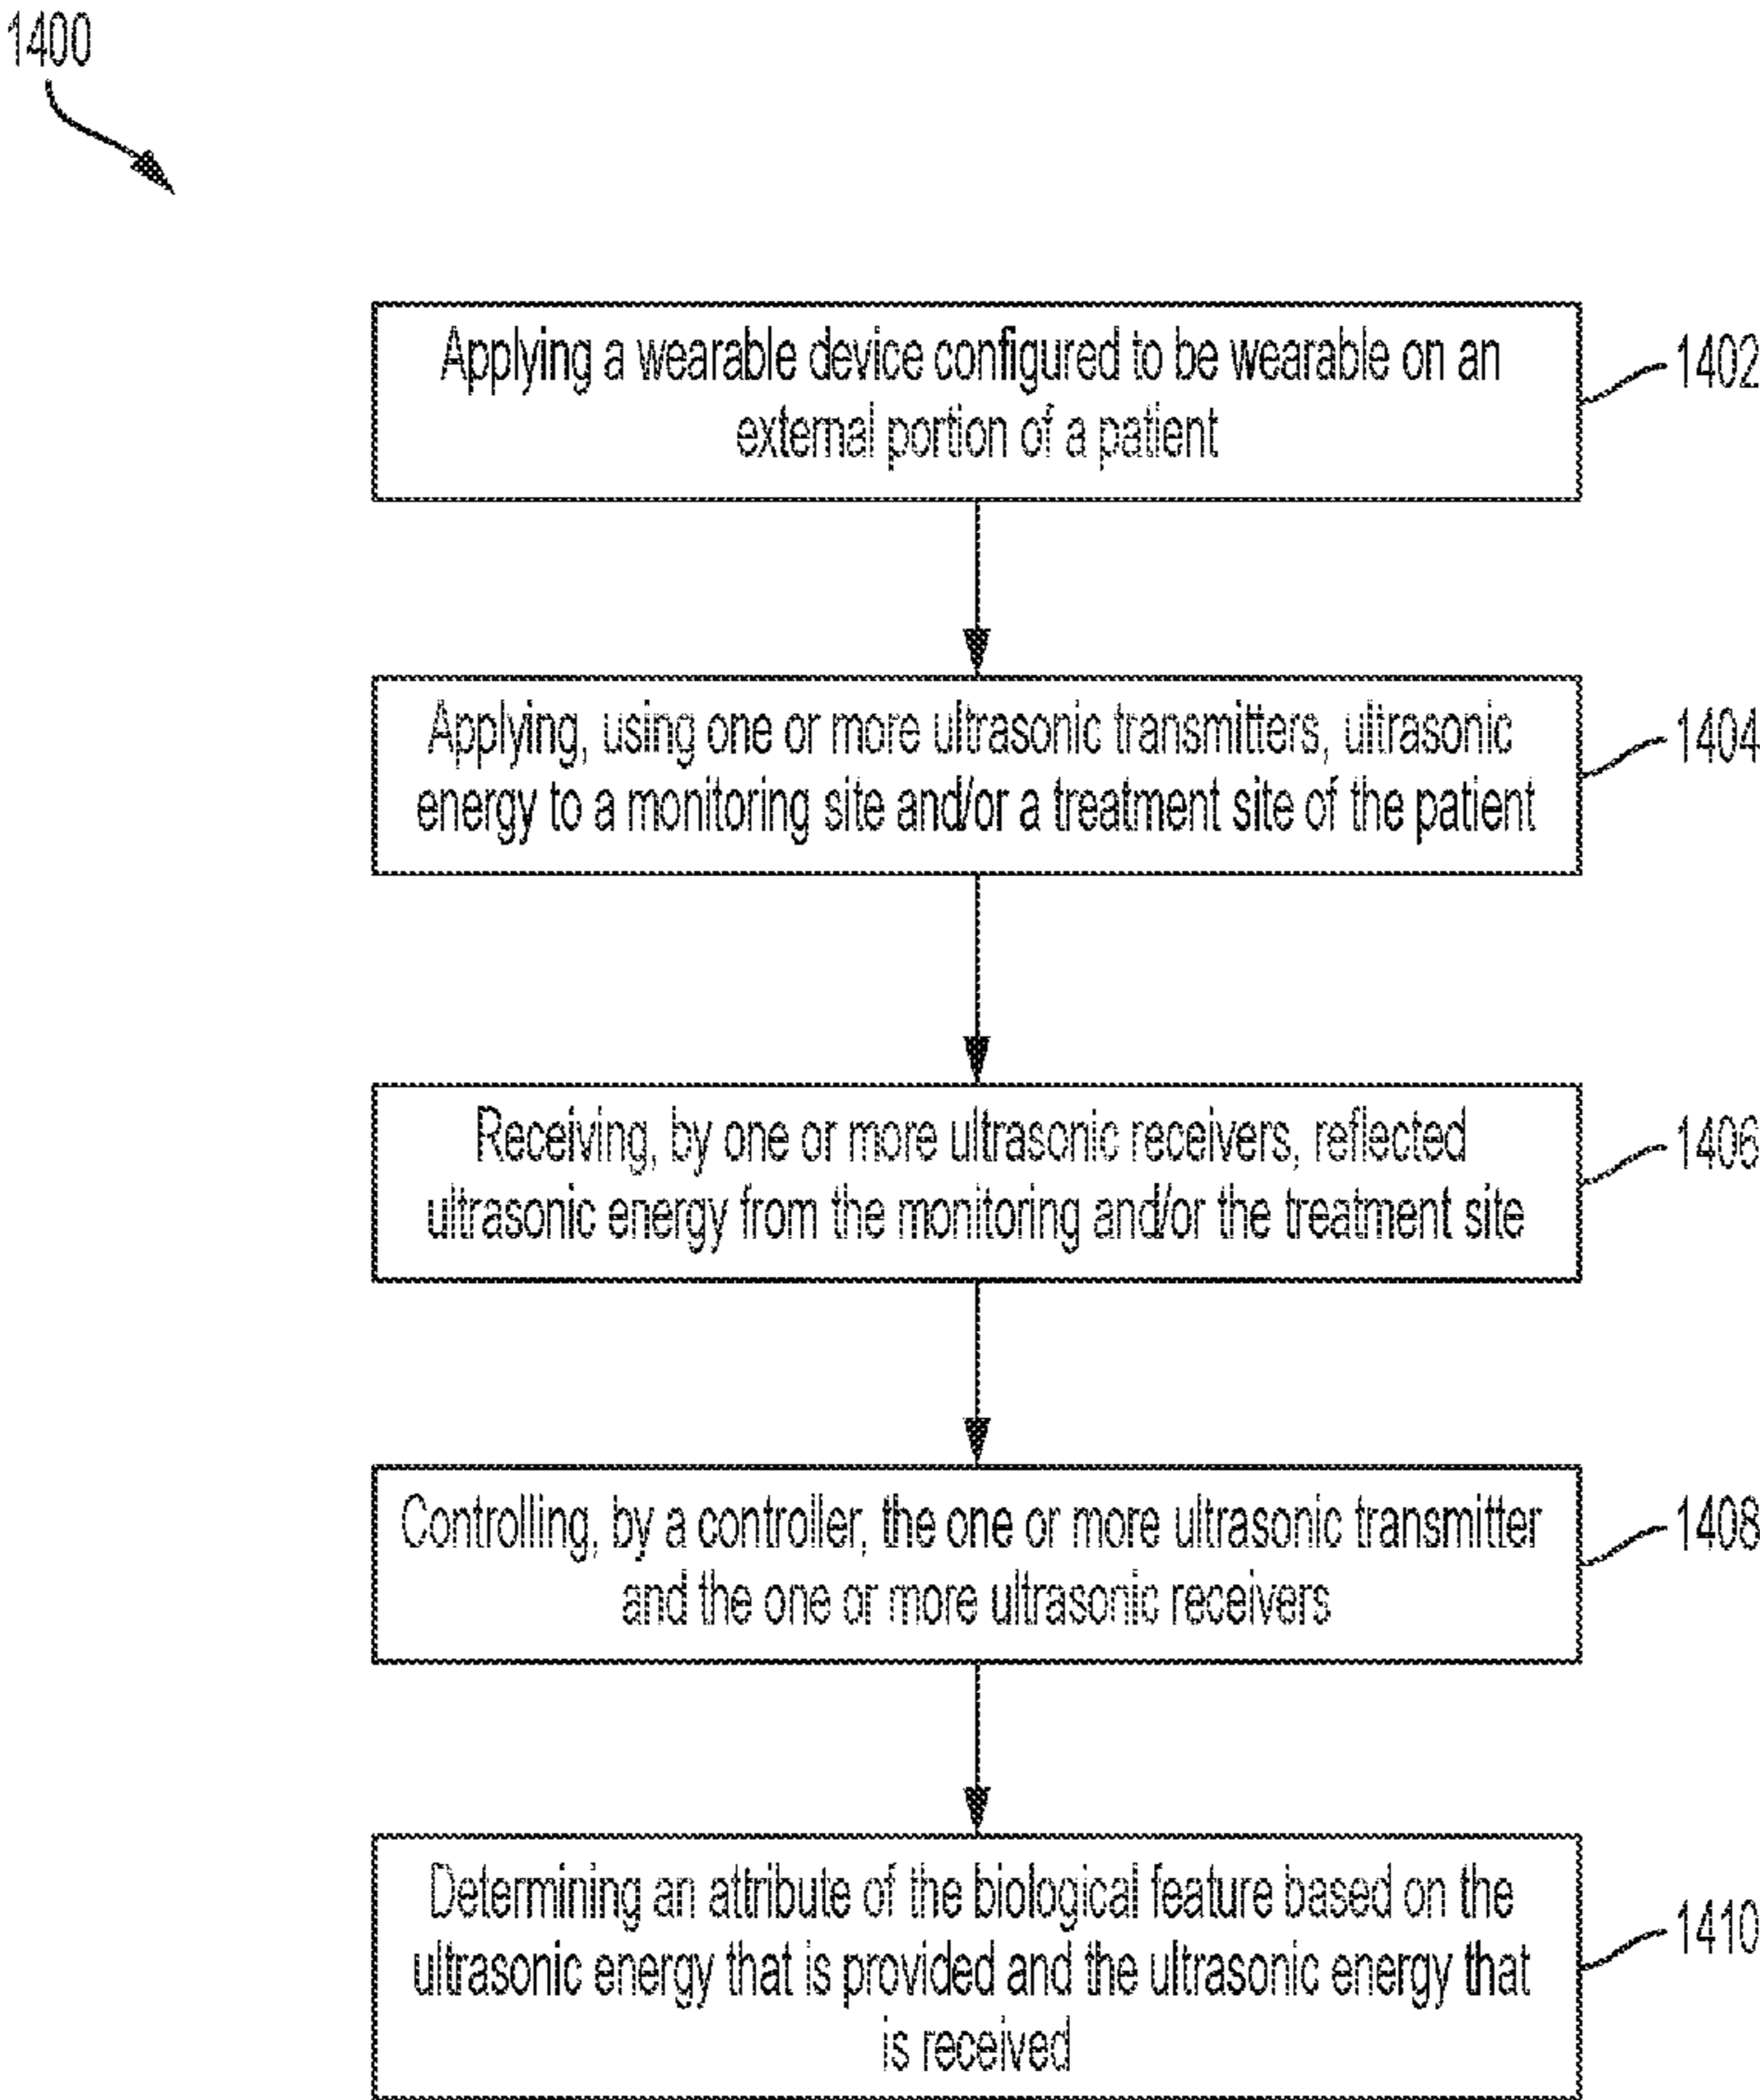 1400
Applying a wearable device configured to be wearable on an
external portion of a patient
1402
Applying, using one or more ultrasonic transmitters, ultrasonic
energy to a monitoring site and/or a treatment site of the patient
1404
Receiving, by one or more ultrasonic receivers, reflected
ultrasonic energy from the monitoring and/or the treatment site
1406
Controlling, by a controller, the one or more ultrasonic transmitter
and the one or more ultrasonic receivers
1408
Determining an attribute of the biological feature based on the
ultrasonic energy that is provided and the ultrasonic energy that
is received
1410